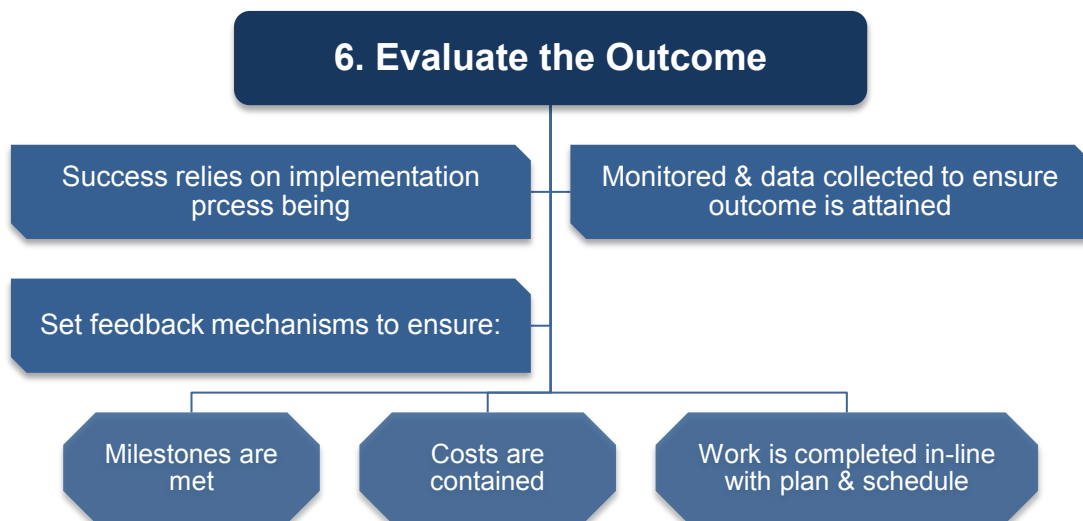 6. Evaluate the Outcome
Success relies on implementation
prcess being
Monitored & data collected to ensure
outcome is attained
Set feedback mechanisms to ensure:
Milestones are
met
Costs are
contained
Work is completed in-line
with plan & schedule